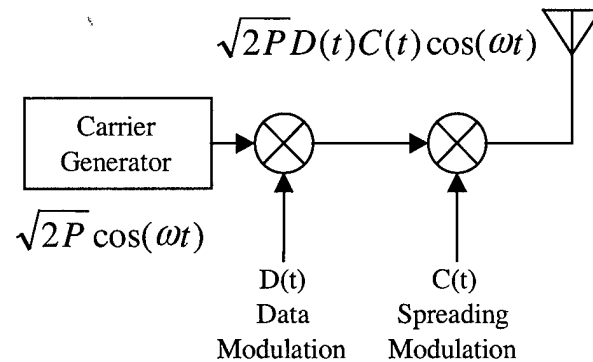 √2P D(t)C(t)cos(ωt)
Carrier
Generator
√2P cos(ωt)
D(t)
Data
Modulation
C(t)
Spreading
Modulation